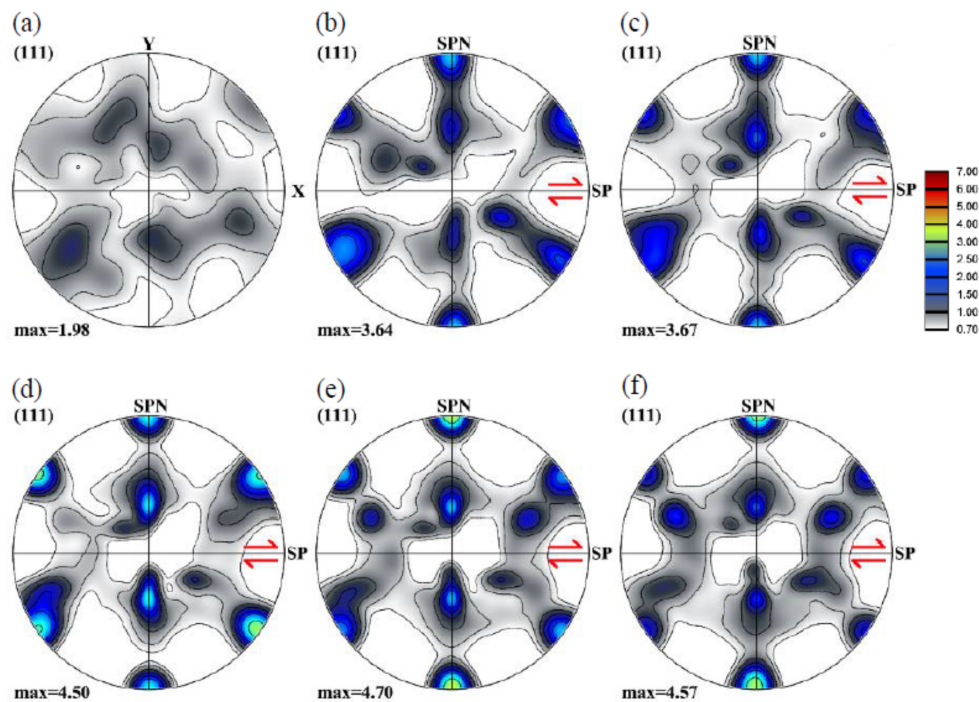 (a)
(111)
Y
X
max=1.98
(b)
(111)
SPN
SP
max=3.64
(c)
(111)
SPN
SP
max=3.67
7.00
6.00
5.00
4.00
3.00
2.50
2.00
1.50
1.00
0.70
(d)
(111)
SPN
SP
max=4.50
(e)
(111)
SPN
SP
max=4.70
(f)
(111)
SPN
SP
max=4.57